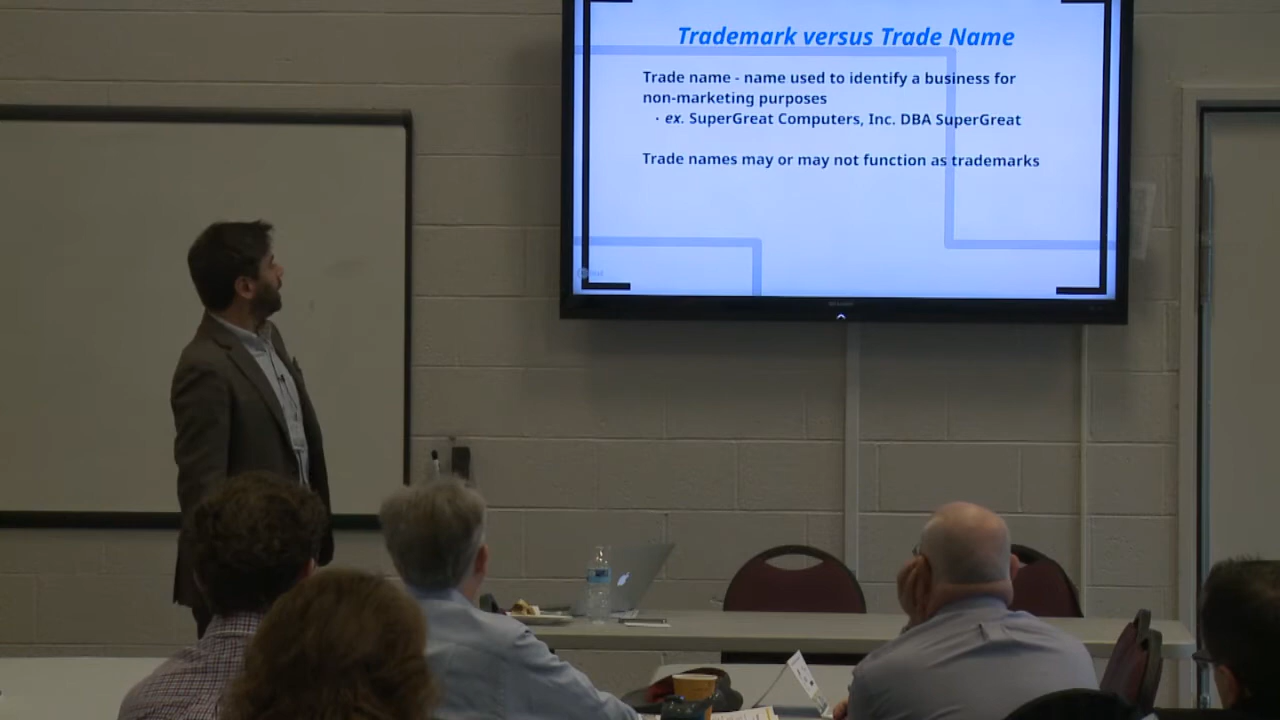 Trademark versus Trade Name
Trade name - name used to identify a business for
non-marketing purposes
· ex. SuperGreat Computers, Inc. DBA SuperGreat
Trade names may or may not function as trademarks